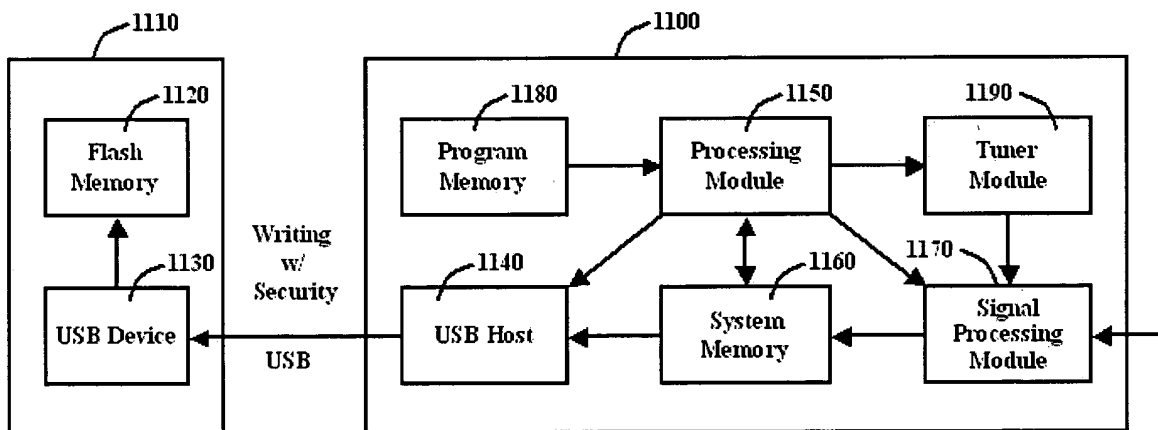 1110
1100
1120
Flash
Memory
1180
Program
Memory
1150
Processing
Module
1190
Tuner
Module
Writing
w/
Security
USB
1130
USB Device
1140
USB Host
1160
System
Memory
1170
Signal
Processing
Module